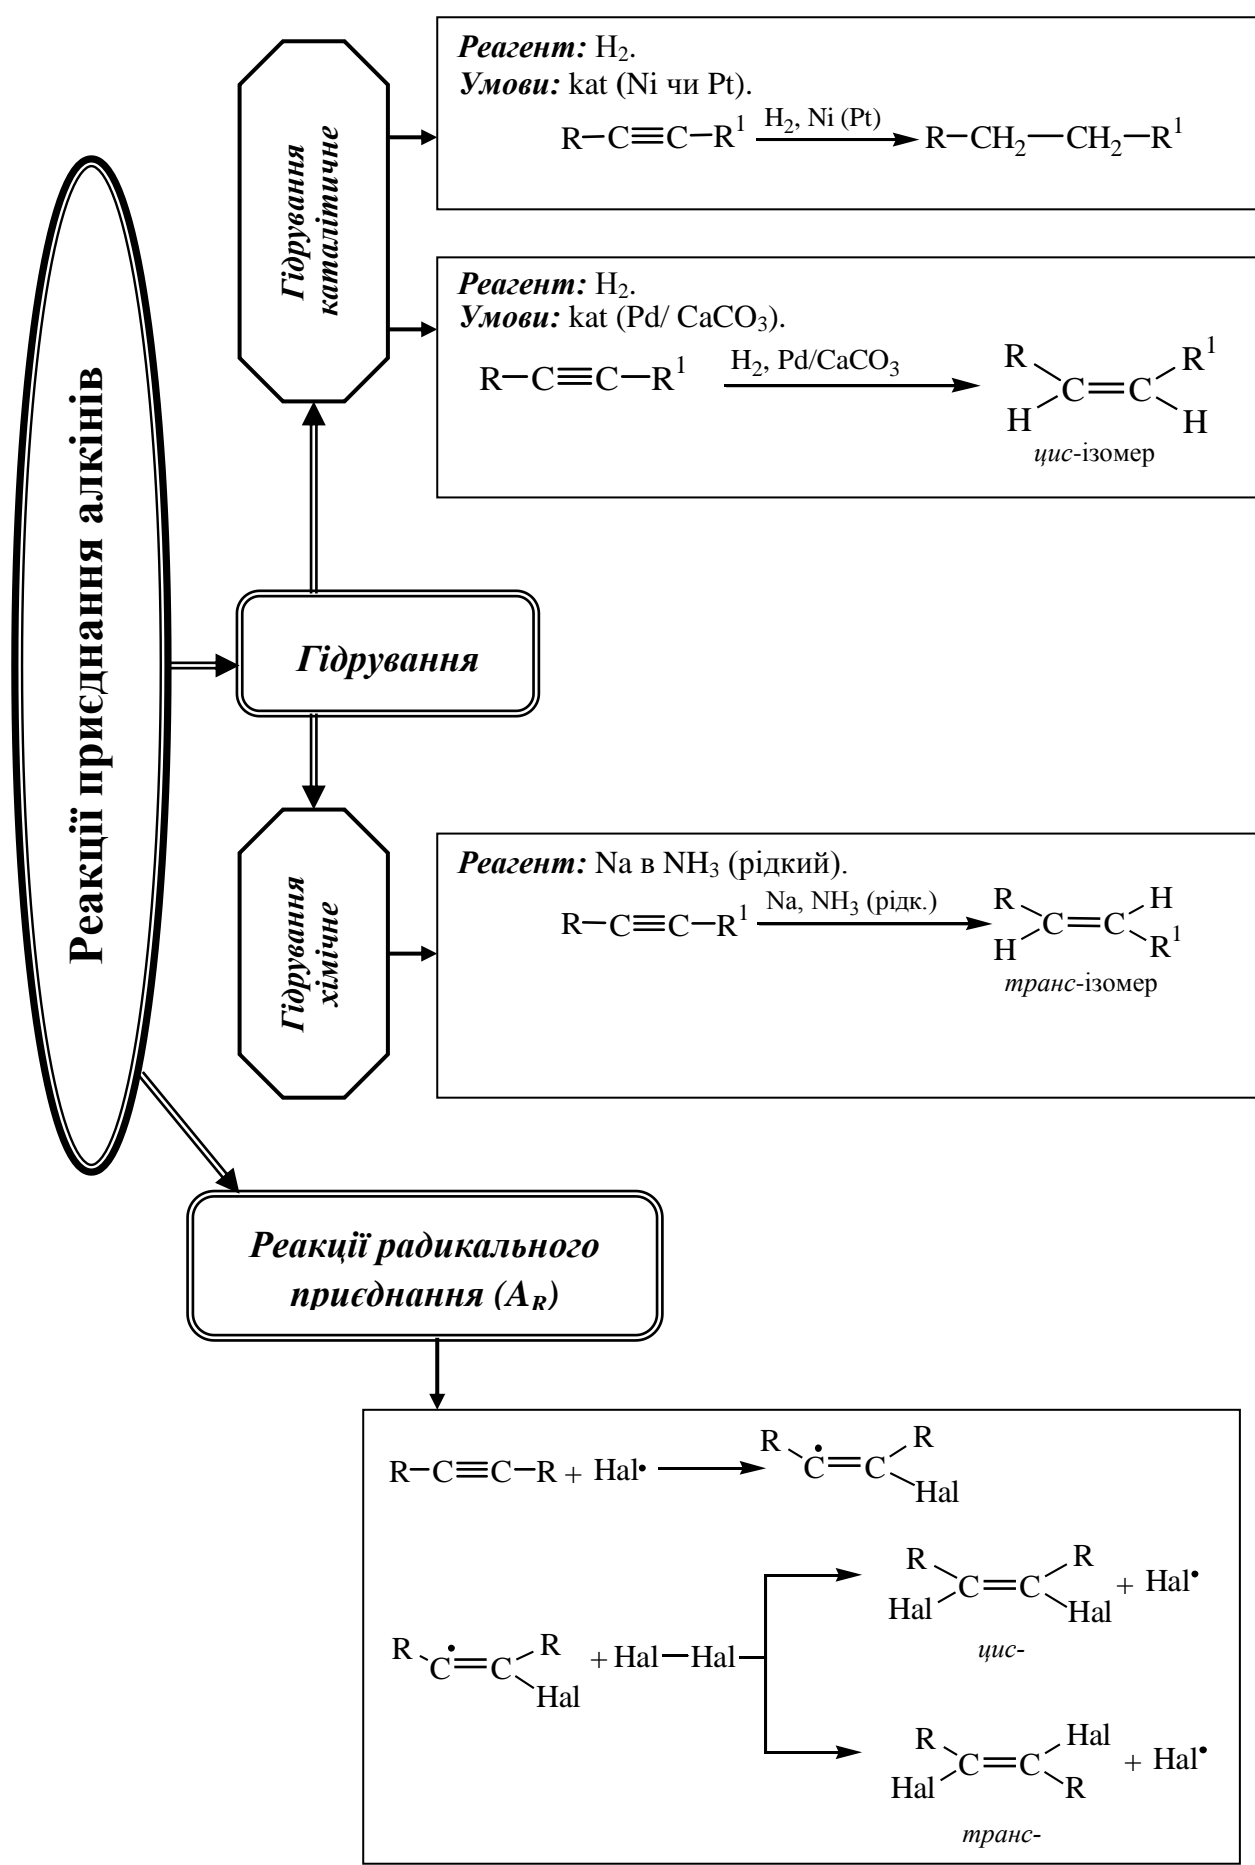 Реакції приєднання алкінів
Гідрування
Гідрування
каталітичне
Реагент: H₂.
Умови: kat (Ni чи Pt).
R—C≡C—R¹ H₂, Ni (Pt) R—CH₂—CH₂—R¹
Реагент: H₂.
Умови: kat (Pd/ CaCO₃).
R—C≡C—R¹ H₂, Pd/CaCO₃ R R¹
C=C
H H
цис-ізомер
Гідрування
хімічне
Реагент: Na в NH₃ (рідкий).
R—C≡C—R¹ Na, NH₃ (рідк.) R H
C=C
H R¹
транс-ізомер
Реакції радикального
приєднання (A_R)
R—C≡C—R + Hal• R R
Ċ=C
Hal
R R
Ċ=C + Hal—Hal
Hal
R R
C=C + Hal•
Hal Hal
цис-
R Hal
C=C + Hal•
Hal R
транс-